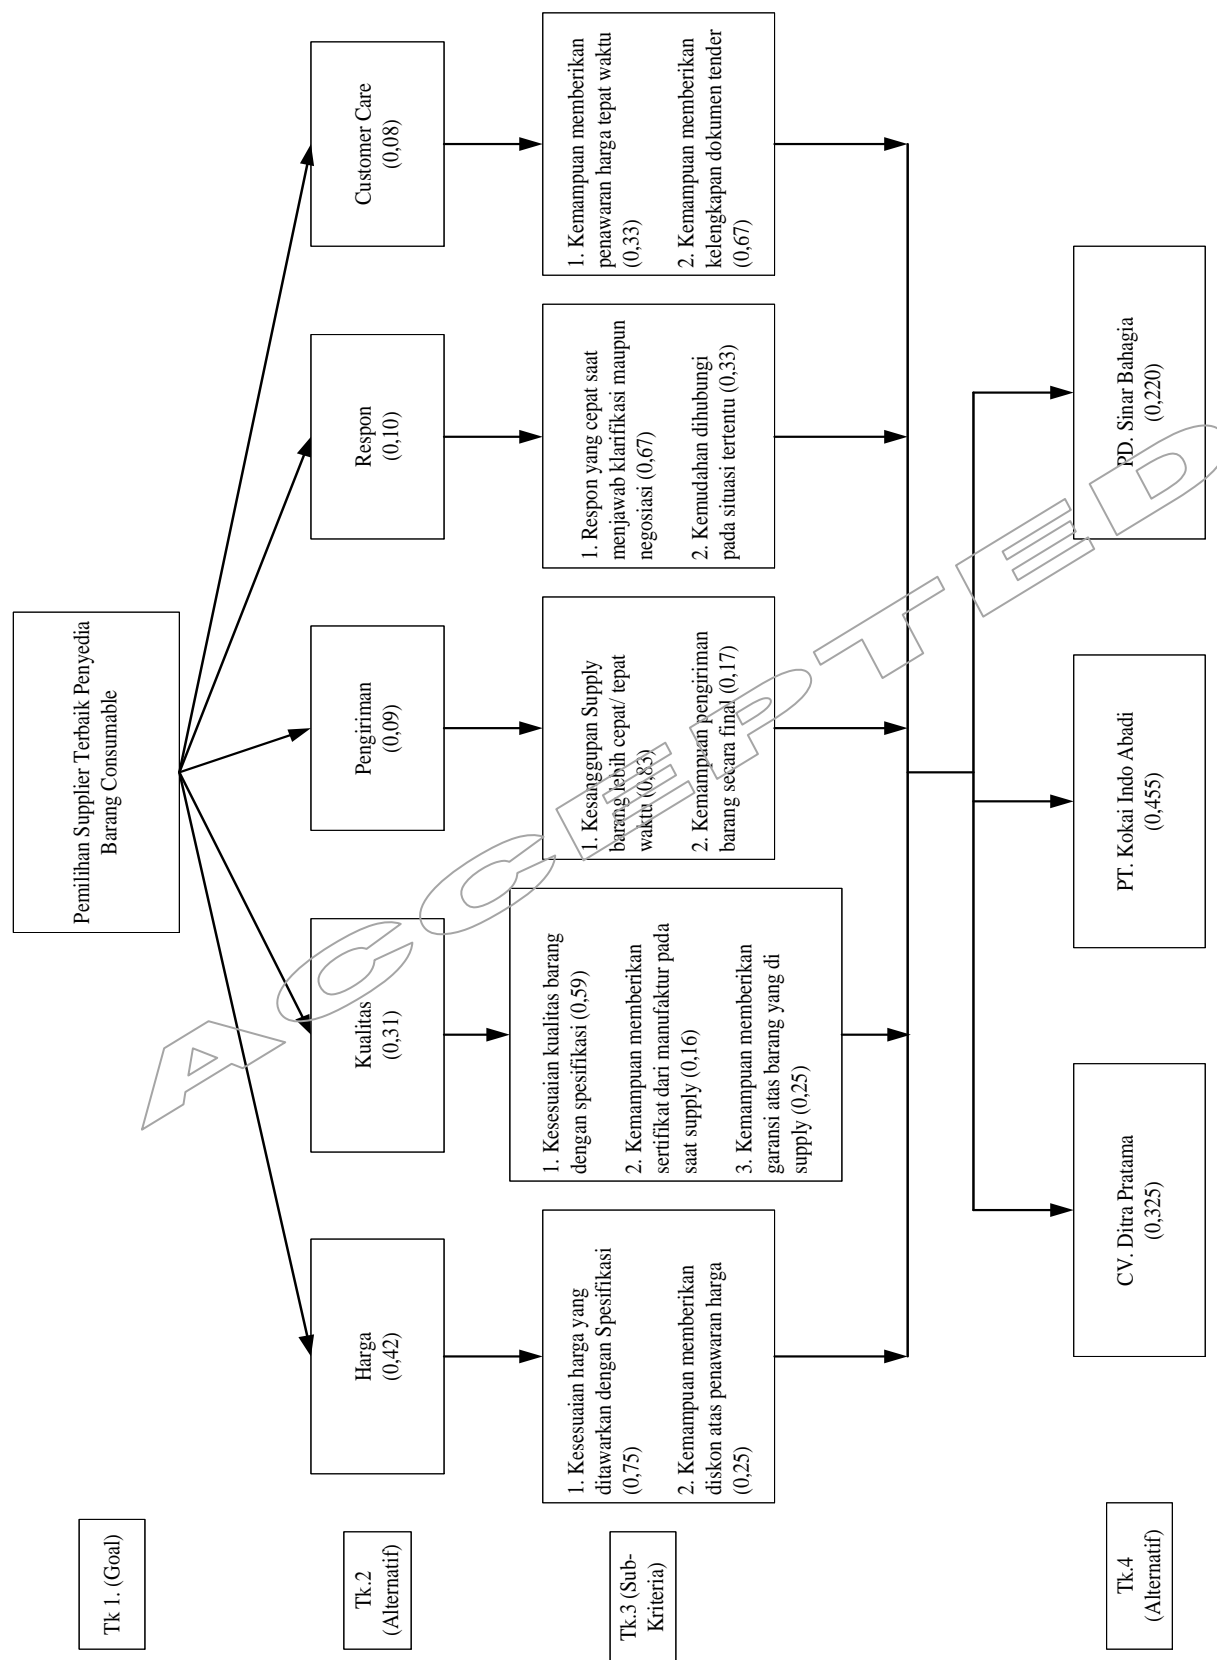 Tk 1. (Goal)
Pemilihan Supplier Terbaik Penyedia
Barang Consumable
Tk.2
(Alternatif)
Harga
(0,42)
Kualitas
(0,31)
Pengiriman
(0,09)
Respon
(0,10)
Customer Care
(0,08)
Tk.3 (Sub-
Kriteria)
1. Kesesuaian harga yang
ditawarkan dengan Spesifikasi
(0,75)
2. Kemampuan memberikan
diskon atas penawaran harga
(0,25)
1. Kesesuaian kualitas barang
dengan spesifikasi (0,59)
2. Kemampuan memberikan
sertifikat dari manufaktur pada
saat supply (0,16)
3. Kemampuan memberikan
garansi atas barang yang di
supply (0,25)
1. Kesanggupan Supply
barang lebih cepat/ tepat
waktu (0,83)
2. Kemampuan pengiriman
barang secara final (0,17)
1. Respon yang cepat saat
menjawab klarifikasi maupun
negosiasi (0,67)
2. Kemudahan dihubungi
pada situasi tertentu (0,33)
1. Kemampuan memberikan
penawaran harga tepat waktu
(0,33)
2. Kemampuan memberikan
kelengkapan dokumen tender
(0,67)
Tk.4
(Alternatif)
CV. Ditra Pratama
(0,325)
PT. Kokai Indo Abadi
(0,455)
PD. Sinar Bahagia
(0,220)
ACCEPTED